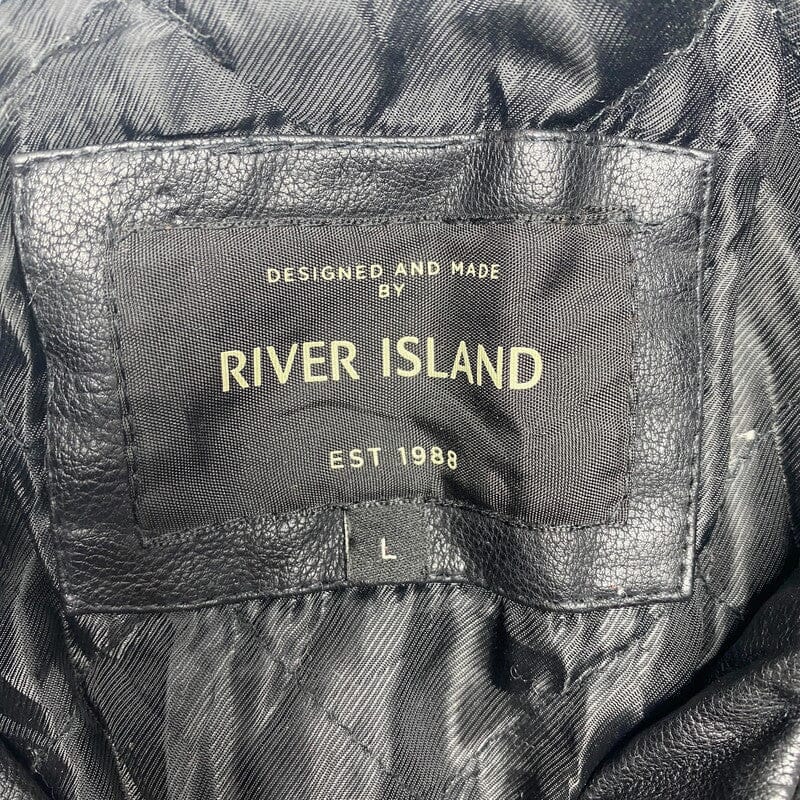 DESIGNED AND MADE
BY
RIVER ISLAND
EST 1988
L